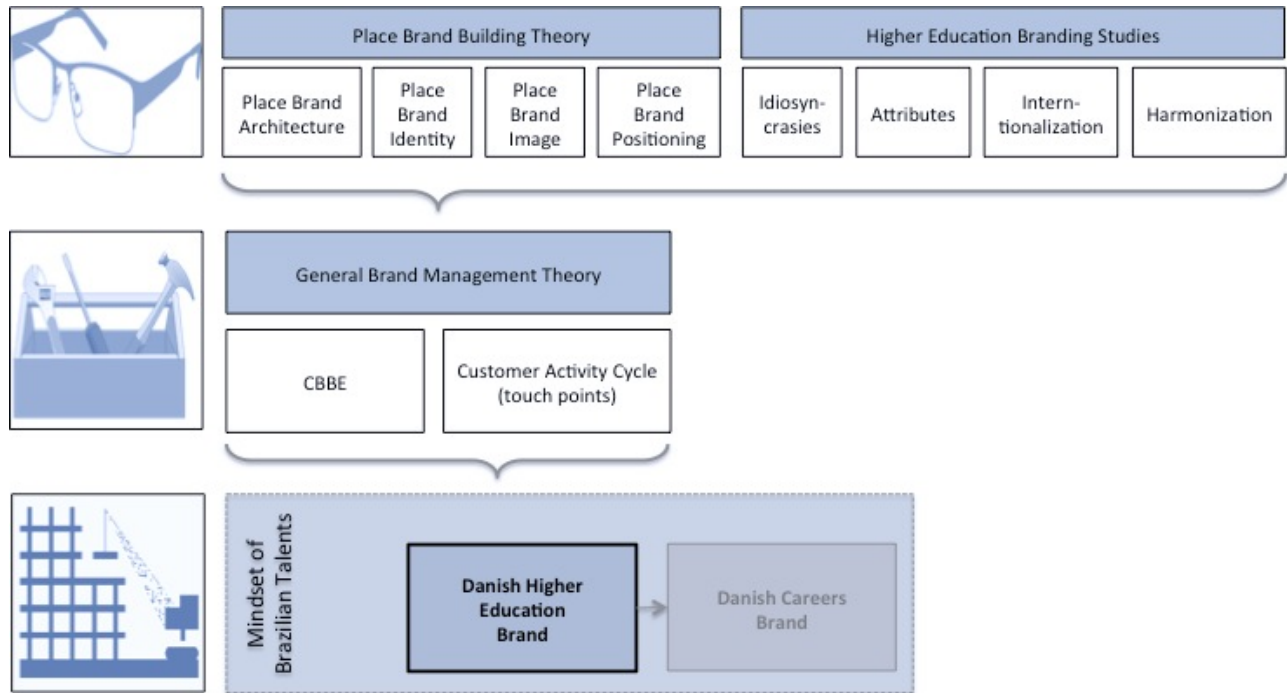 Place Brand Building Theory
Higher Education Branding Studies
Place Brand
Architecture
Place
Brand
Identity
Place
Brand
Image
Place
Brand
Positioning
Idiosyn-
crasies
Attributes
Intern-
tionalization
Harmonization
General Brand Management Theory
CBBE
Customer Activity Cycle
(touch points)
Mindset of
Brazilian Talents
Danish Higher
Education
Brand
Danish Careers
Brand